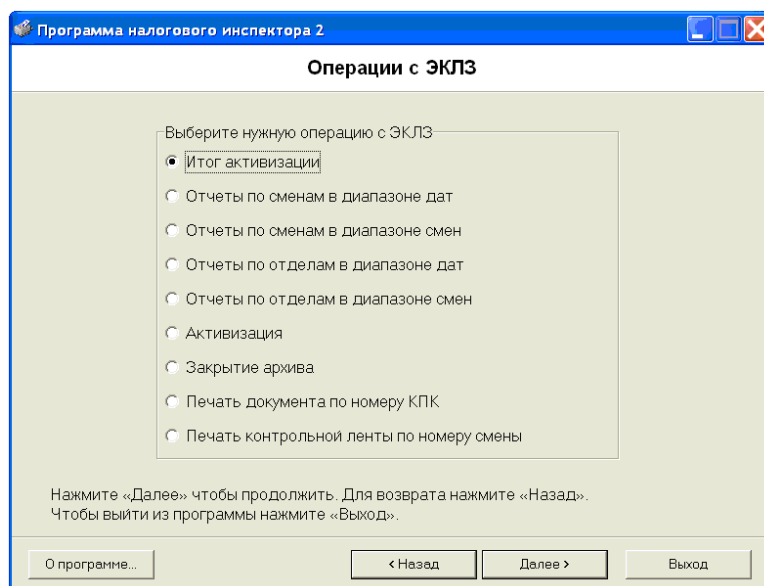 Программа налогового инспектора 2
Операции с ЭКЛЗ
Выберите нужную операцию с ЭКЛЗ
Итог активизации
Отчеты по сменам в диапазоне дат
Отчеты по сменам в диапазоне смен
Отчеты по отделам в диапазоне дат
Отчеты по отделам в диапазоне смен
Активизация
Закрытие архива
Печать документа по номеру КПК
Печать контрольной ленты по номеру смены
Нажмите «Далее» чтобы продолжить. Для возврата нажмите «Назад».
Чтобы выйти из программы нажмите «Выход».
О программе... < Назад Далее > Выход